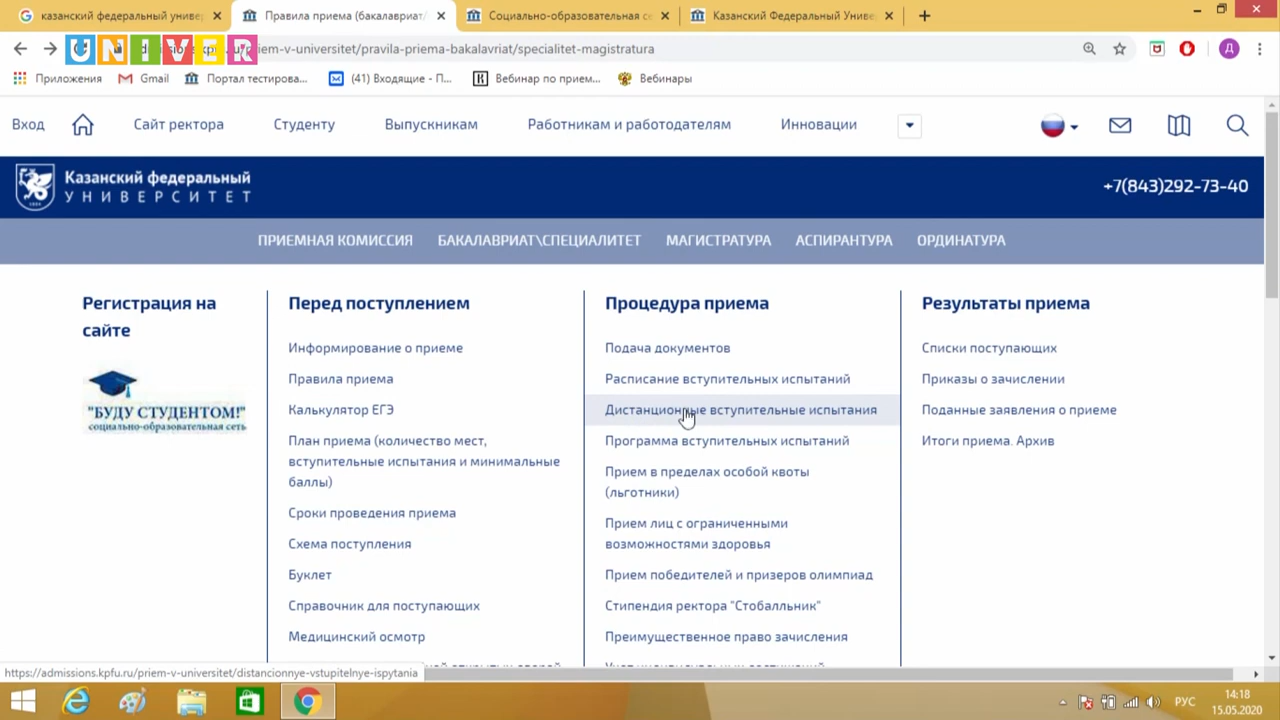 казанский федеральный универ
Правила приема (бакалавриат/
Социально-образовательная се
Казанский Федеральный Униве
UNIVER
u/priem-v-universitet/pravila-priema-bakalavriat/specialitet-magistratura
Д
Приложения
Gmail
Портал тестирова...
(41) Входящие - П...
Вебинар по прием...
Вебинары
Вход
Сайт ректора
Студенту
Выпускникам
Работникам и работодателям
Инновации
Казанский федеральный
УНИВЕРСИТЕТ
+7(843)292-73-40
ПРИЕМНАЯ КОМИССИЯ
БАКАЛАВРИАТ\СПЕЦИАЛИТЕТ
МАГИСТРАТУРА
АСПИРАНТУРА
ОРДИНАТУРА
Регистрация на
сайте
"БУДУ СТУДЕНТОМ!"
социально-образовательная сеть
Перед поступлением
Информирование о приеме
Правила приема
Калькулятор ЕГЭ
План приема (количество мест,
вступительные испытания и минимальные
баллы)
Сроки проведения приема
Схема поступления
Буклет
Справочник для поступающих
Медицинский осмотр
Процедура приема
Подача документов
Расписание вступительных испытаний
Дистанционные вступительные испытания
Программа вступительных испытаний
Прием в пределах особой квоты
(льготники)
Прием лиц с ограниченными
возможностями здоровья
Прием победителей и призеров олимпиад
Стипендия ректора "Стобалльник"
Преимущественное право зачисления
Результаты приема
Списки поступающих
Приказы о зачислении
Поданные заявления о приеме
Итоги приема. Архив
https://admissions.kpfu.ru/priem-v-universitet/distancionnye-vstupitelnye-ispytania
РУС
14:18
15.05.2020